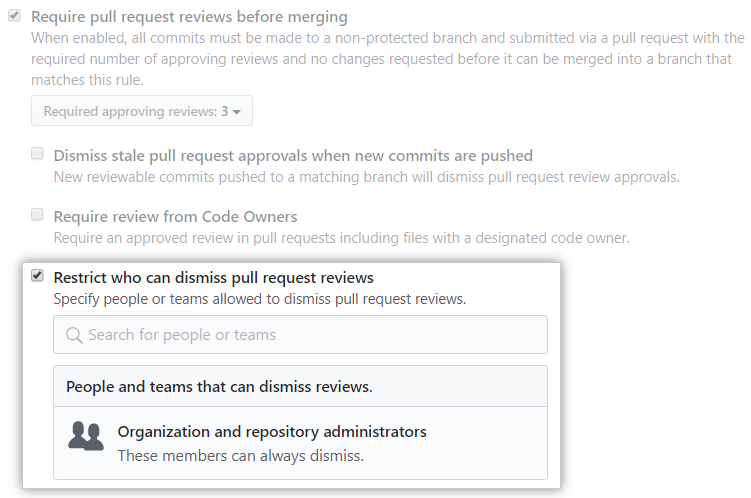 Require pull request reviews before merging
When enabled, all commits must be made to a non-protected branch and submitted via a pull request with the
required number of approving reviews and no changes requested before it can be merged into a branch that
matches this rule.
Required approving reviews: 3
Dismiss stale pull request approvals when new commits are pushed
New reviewable commits pushed to a matching branch will dismiss pull request review approvals.
Require review from Code Owners
Require an approved review in pull requests including files with a designated code owner.
Restrict who can dismiss pull request reviews
Specify people or teams allowed to dismiss pull request reviews.
Search for people or teams
People and teams that can dismiss reviews.
Organization and repository administrators
These members can always dismiss.